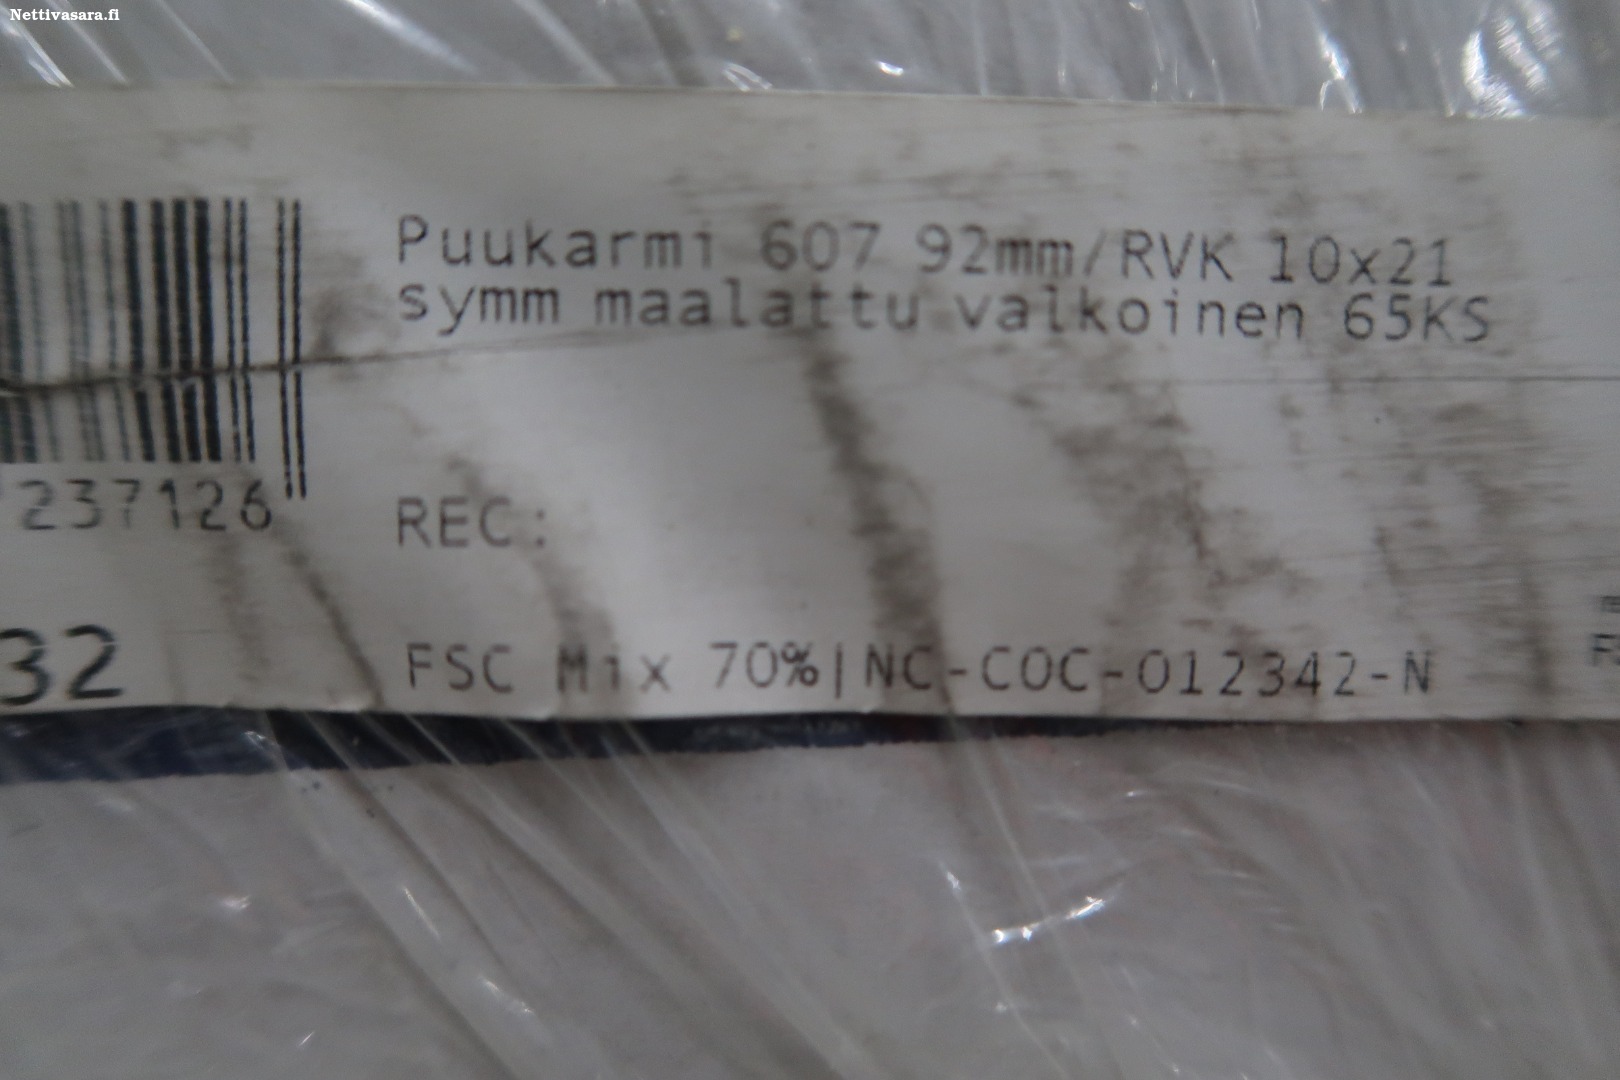 Nettivasara.fi
Puukarmi 607 92mm/RVK 10x21
symm maalattu valkoinen 65KS
237126
REC:
32
FSC Mix 70%|NC-COC-012342-N